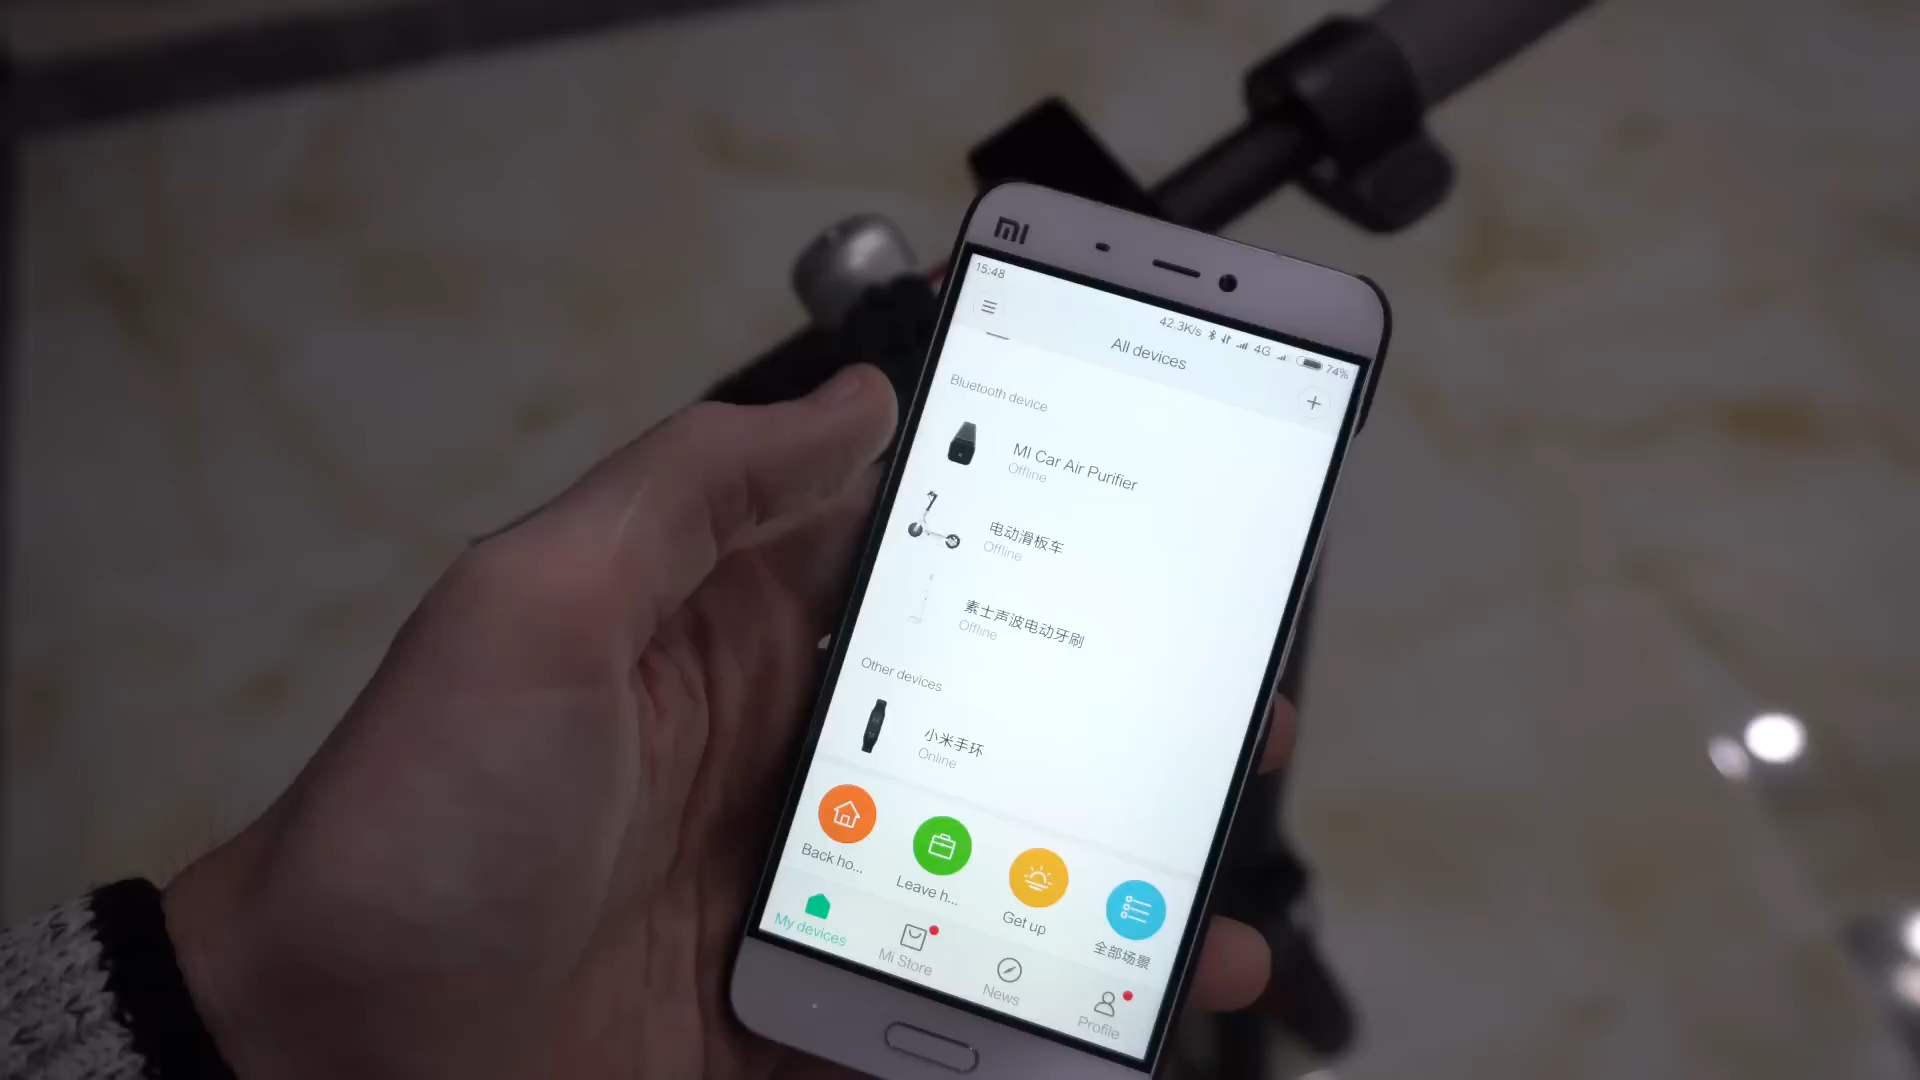 MI
15:48
42.3K/s 4G 74%
All devices
Bluetooth device
MI Car Air Purifier
Offline
电动滑板车
Offline
素士声波电动牙刷
Offline
Other devices
小米手环
Online
Back ho...
Leave h...
Get up
全部场景
My devices
Mi Store
News
Profile